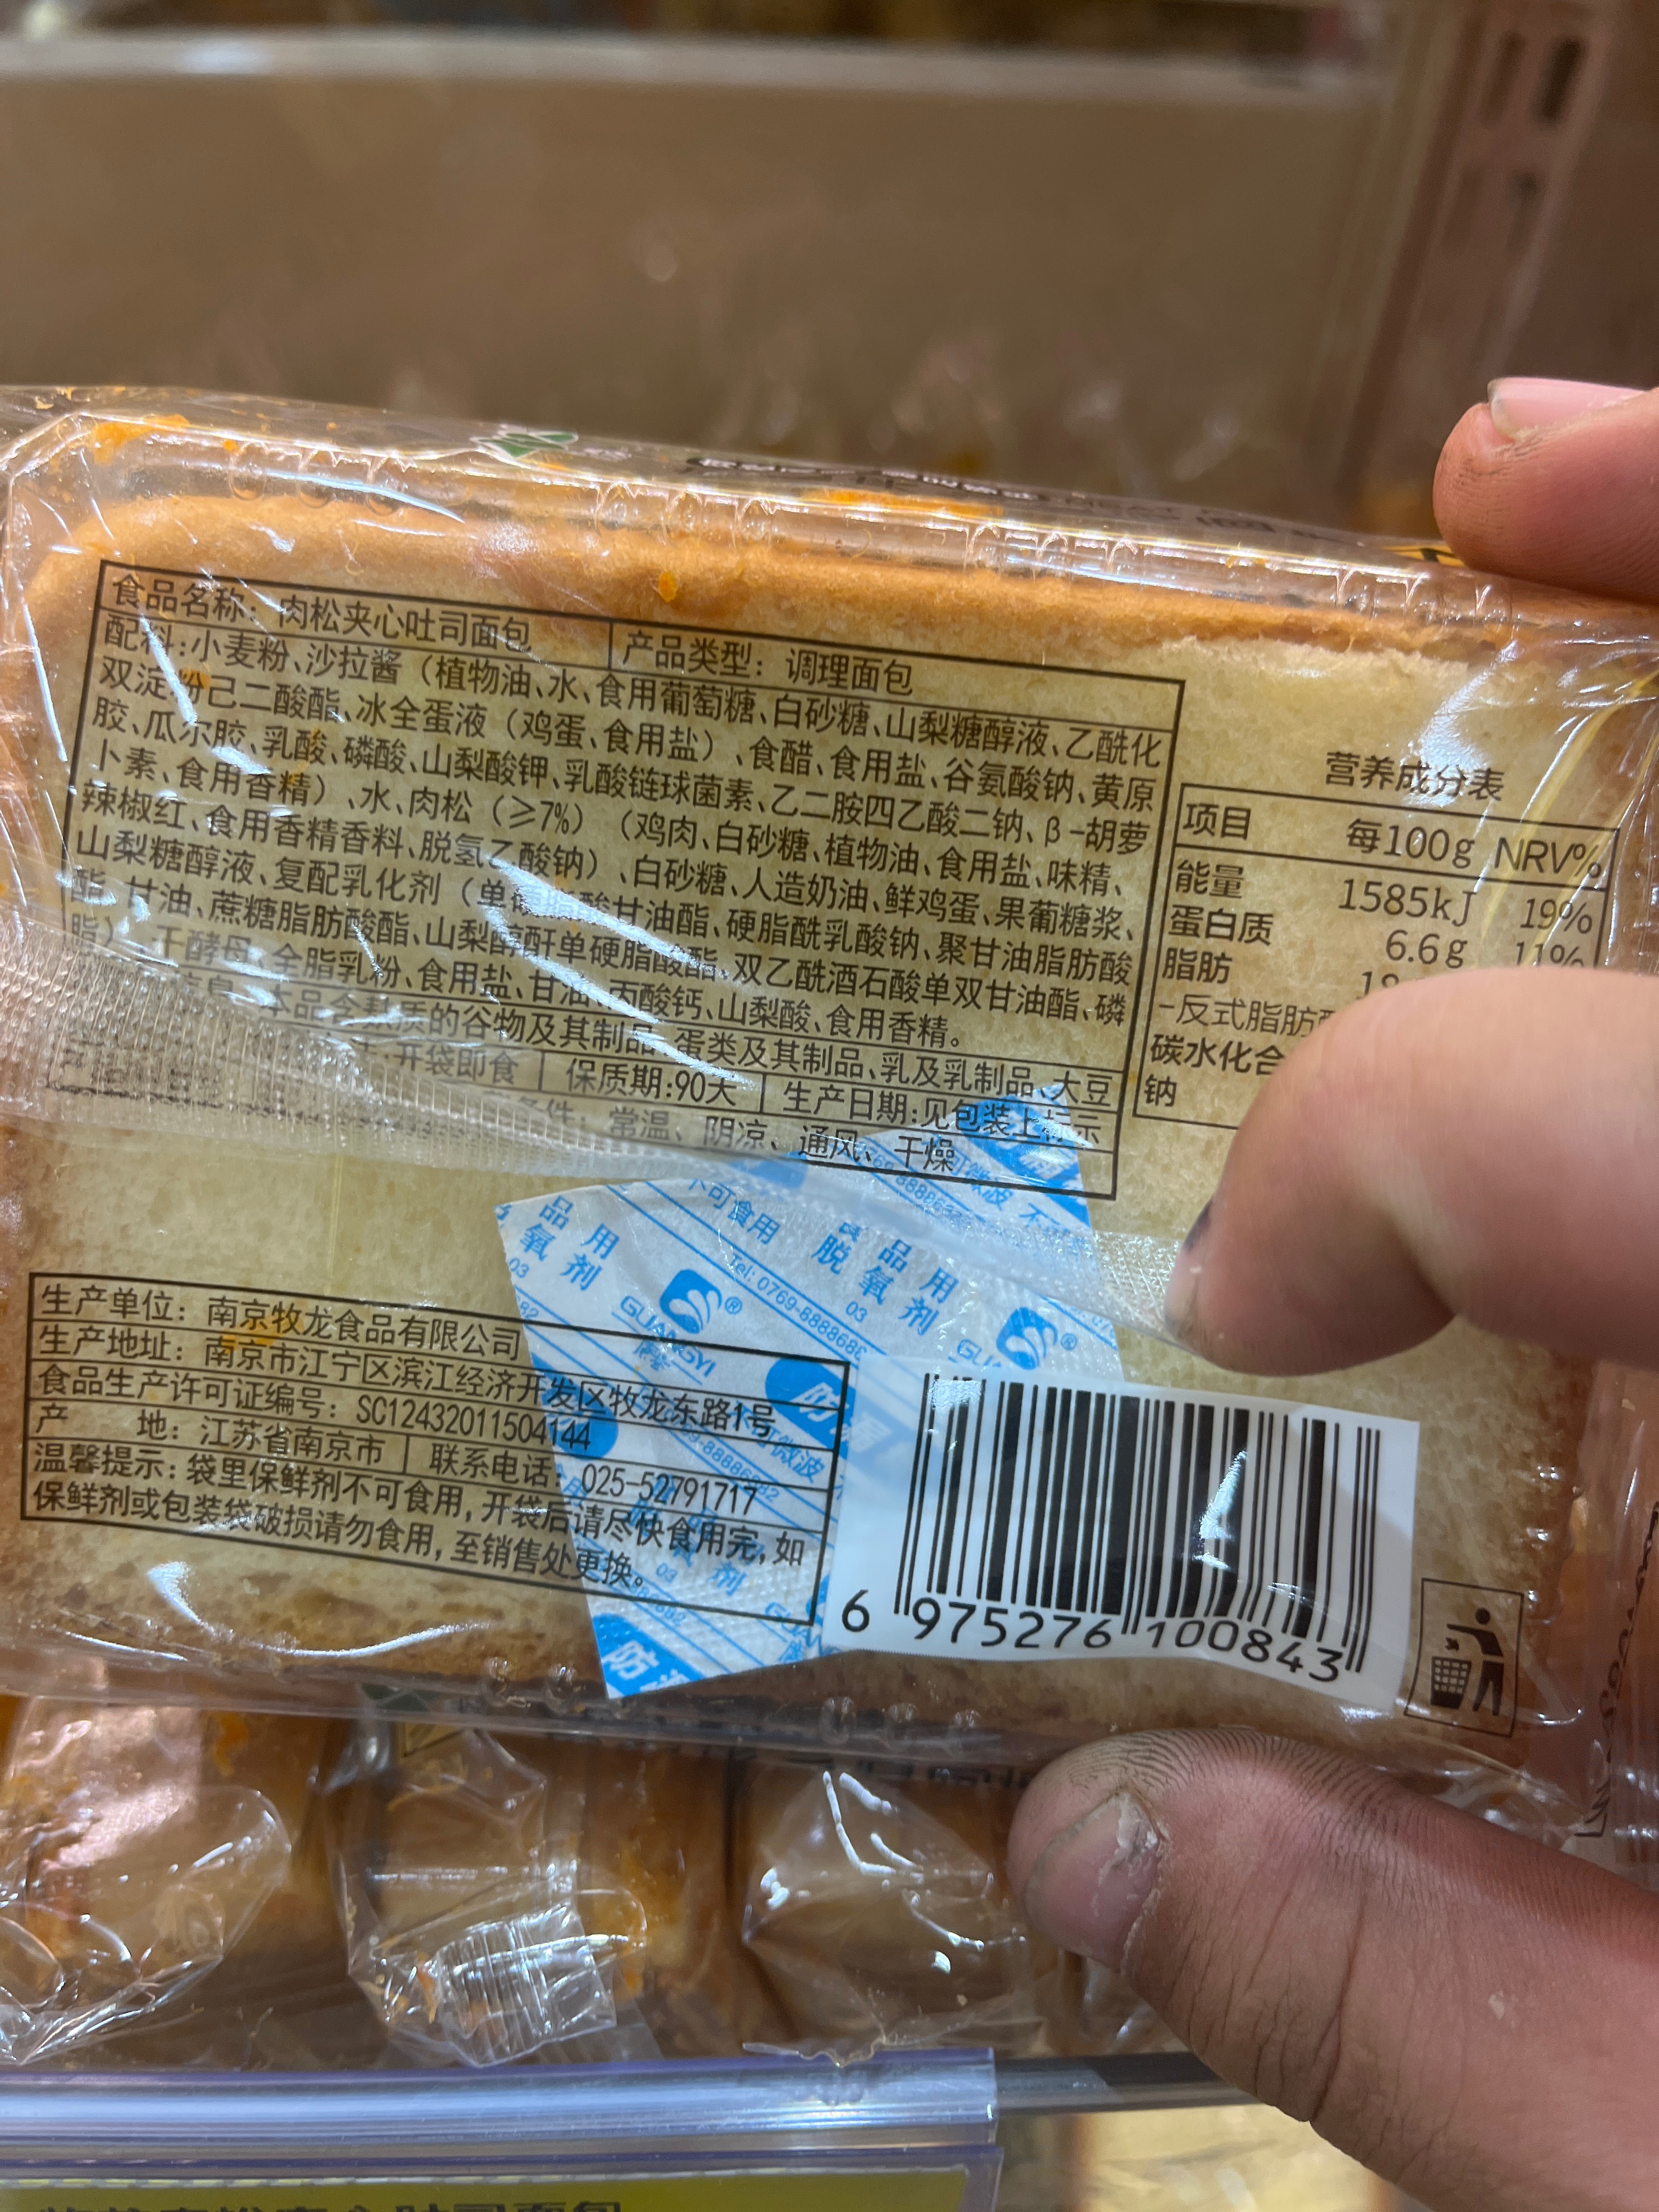 食品名称：肉松夹心吐司面包 产品类型：调理面包
配料:小麦粉、沙拉酱（植物油、水、食用葡萄糖、白砂糖、山梨糖醇液、乙酰化
双淀粉己二酸酯、冰全蛋液（鸡蛋、食用盐）、食醋、食用盐、谷氨酸钠、黄原
胶、瓜尔胶、乳酸、磷酸、山梨酸钾、乳酸链球菌素、乙二胺四乙酸二钠、β-胡萝
卜素、食用香精）、水、肉松（≥7%）（鸡肉、白砂糖、植物油、食用盐、味精、
辣椒红、食用香精香料、脱氢乙酸钠）、白砂糖、人造奶油、鲜鸡蛋、果葡糖浆、
山梨糖醇液、复配乳化剂（单 酸甘油酯、硬脂酰乳酸钠、聚甘油脂肪酸
酯、甘油、蔗糖脂肪酸酯、山梨醇酐单硬脂酸酯、双乙酰酒石酸单双甘油酯、磷
脂）、干酵母、全脂乳粉、食用盐、甘油、丙酸钙、山梨酸、食用香精。
本品含麸质的谷物及其制品、蛋类及其制品、乳及乳制品、大豆
开袋即食 保质期:90天 生产日期:见包装上标示
条件：常温、阴凉、通风、干燥
营养成分表
项目 每100g NRV%
能量 1585kJ 19%
蛋白质 6.6g 11%
脂肪
-反式脂肪
碳水化合
钠
生产单位：南京牧龙食品有限公司
生产地址：南京市江宁区滨江经济开发区牧龙东路1号
食品生产许可证编号：SC12432011504144
产 地：江苏省南京市 联系电话：025-52791717
温馨提示：袋里保鲜剂不可食用，开袋后请尽快食用完，如
保鲜剂或包装袋破损请勿食用，至销售处更换。
不可食用
食品用
脱氧剂
03
Tel: 0769-8888688
GUANGYI
6 975276 100843